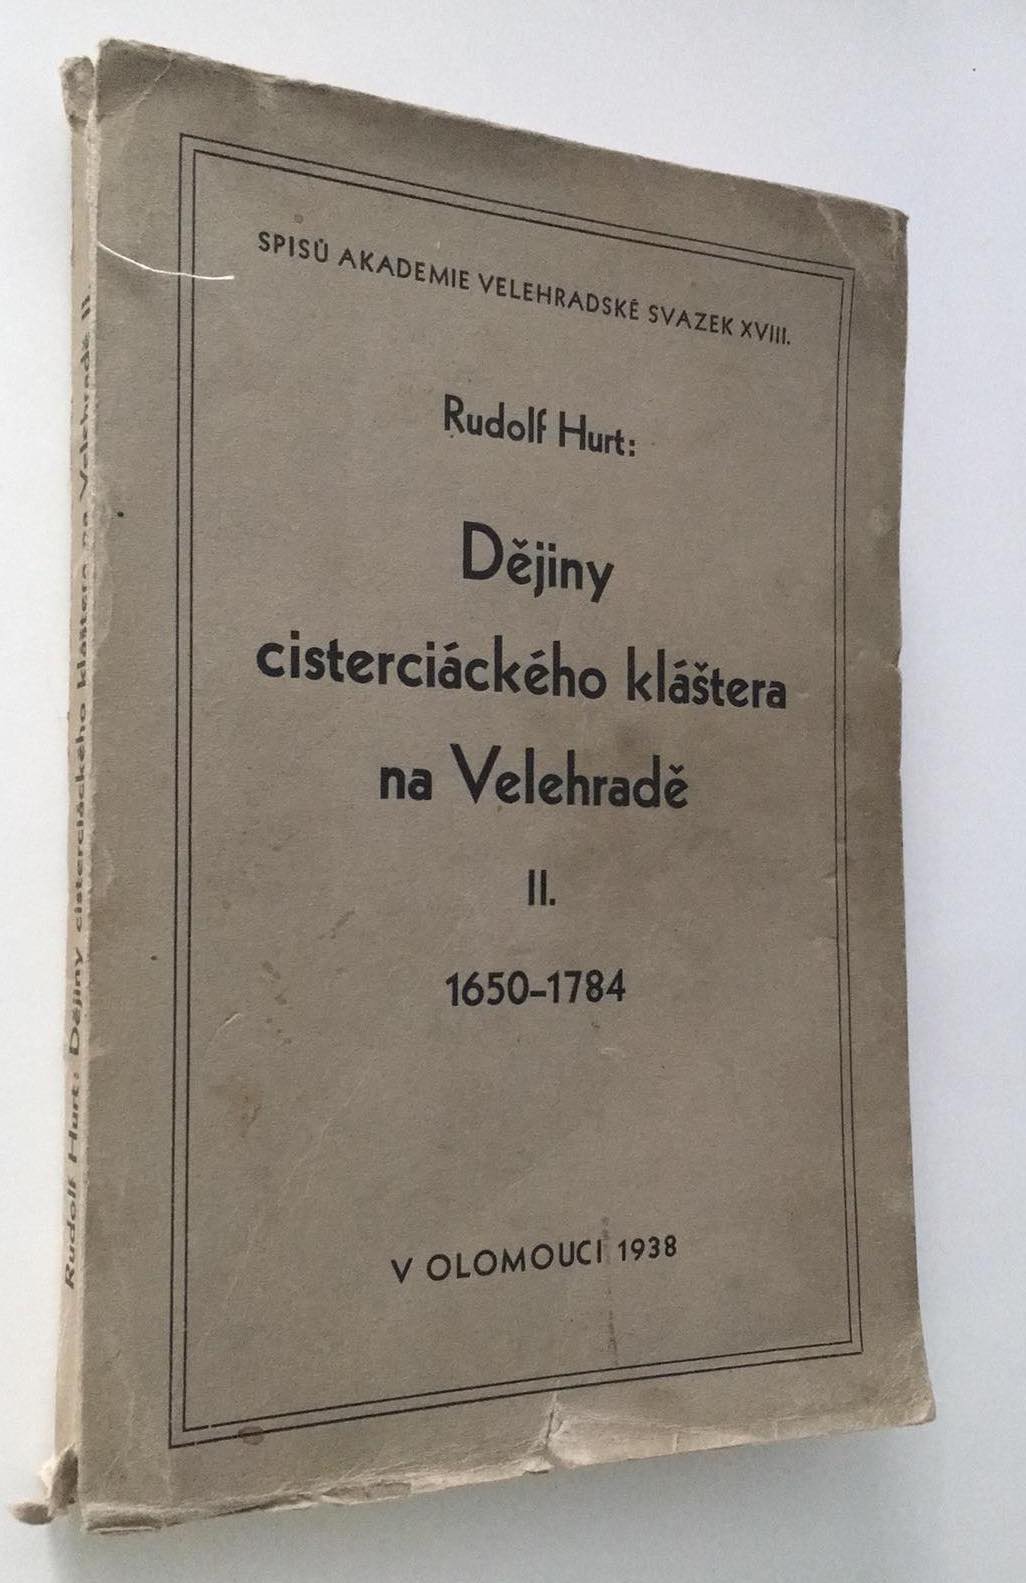 SPISŮ AKADEMIE VELEHRADSKÉ SVAZEK XVIII.
Rudolf Hurt:
Dějiny
cisterciáckého kláštera
na Velehradě
II.
1650–1784
V OLOMOUCI 1938
Rudolf Hurt: Dějiny cisterciáckého kláštera na Velehradě II.